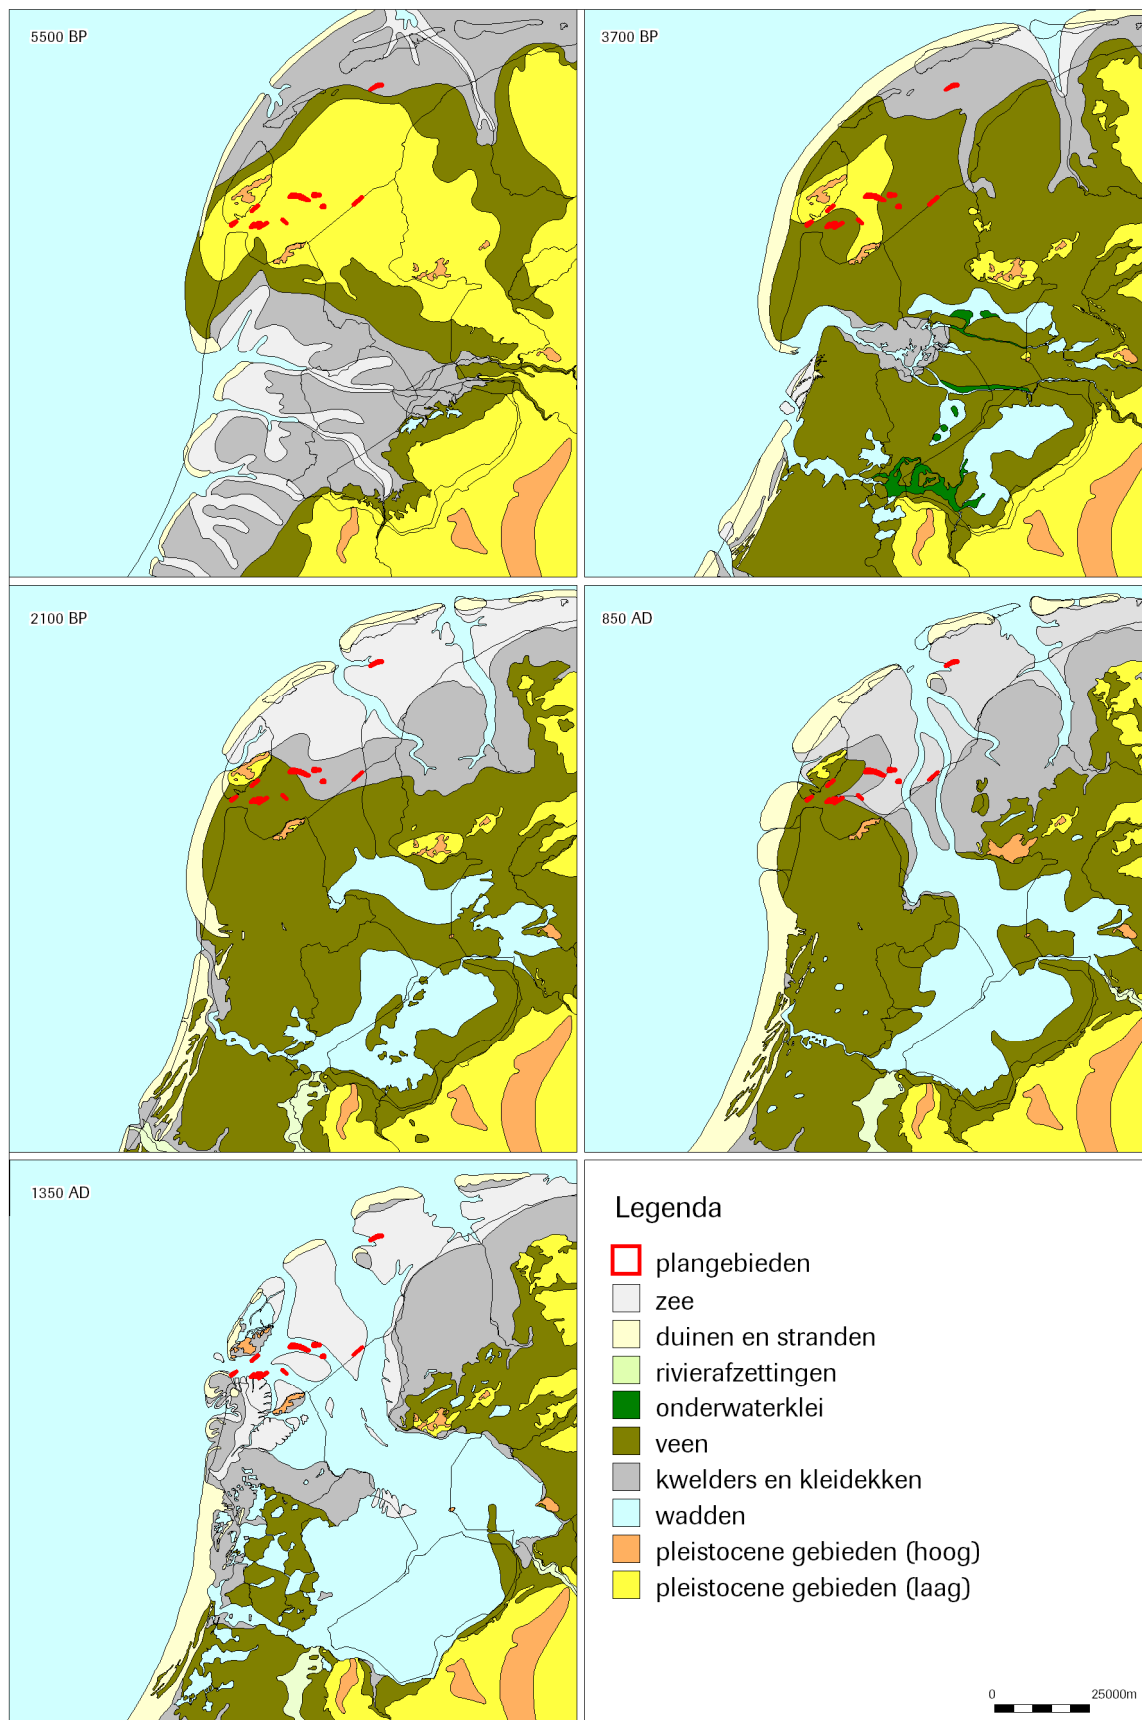 5500 BP
3700 BP
2100 BP
850 AD
1350 AD
Legenda
plangebieden
zee
duinen en stranden
rivierafzettingen
onderwaterklei
veen
kwelders en kleidekken
wadden
pleistocene gebieden (hoog)
pleistocene gebieden (laag)
0 25000m